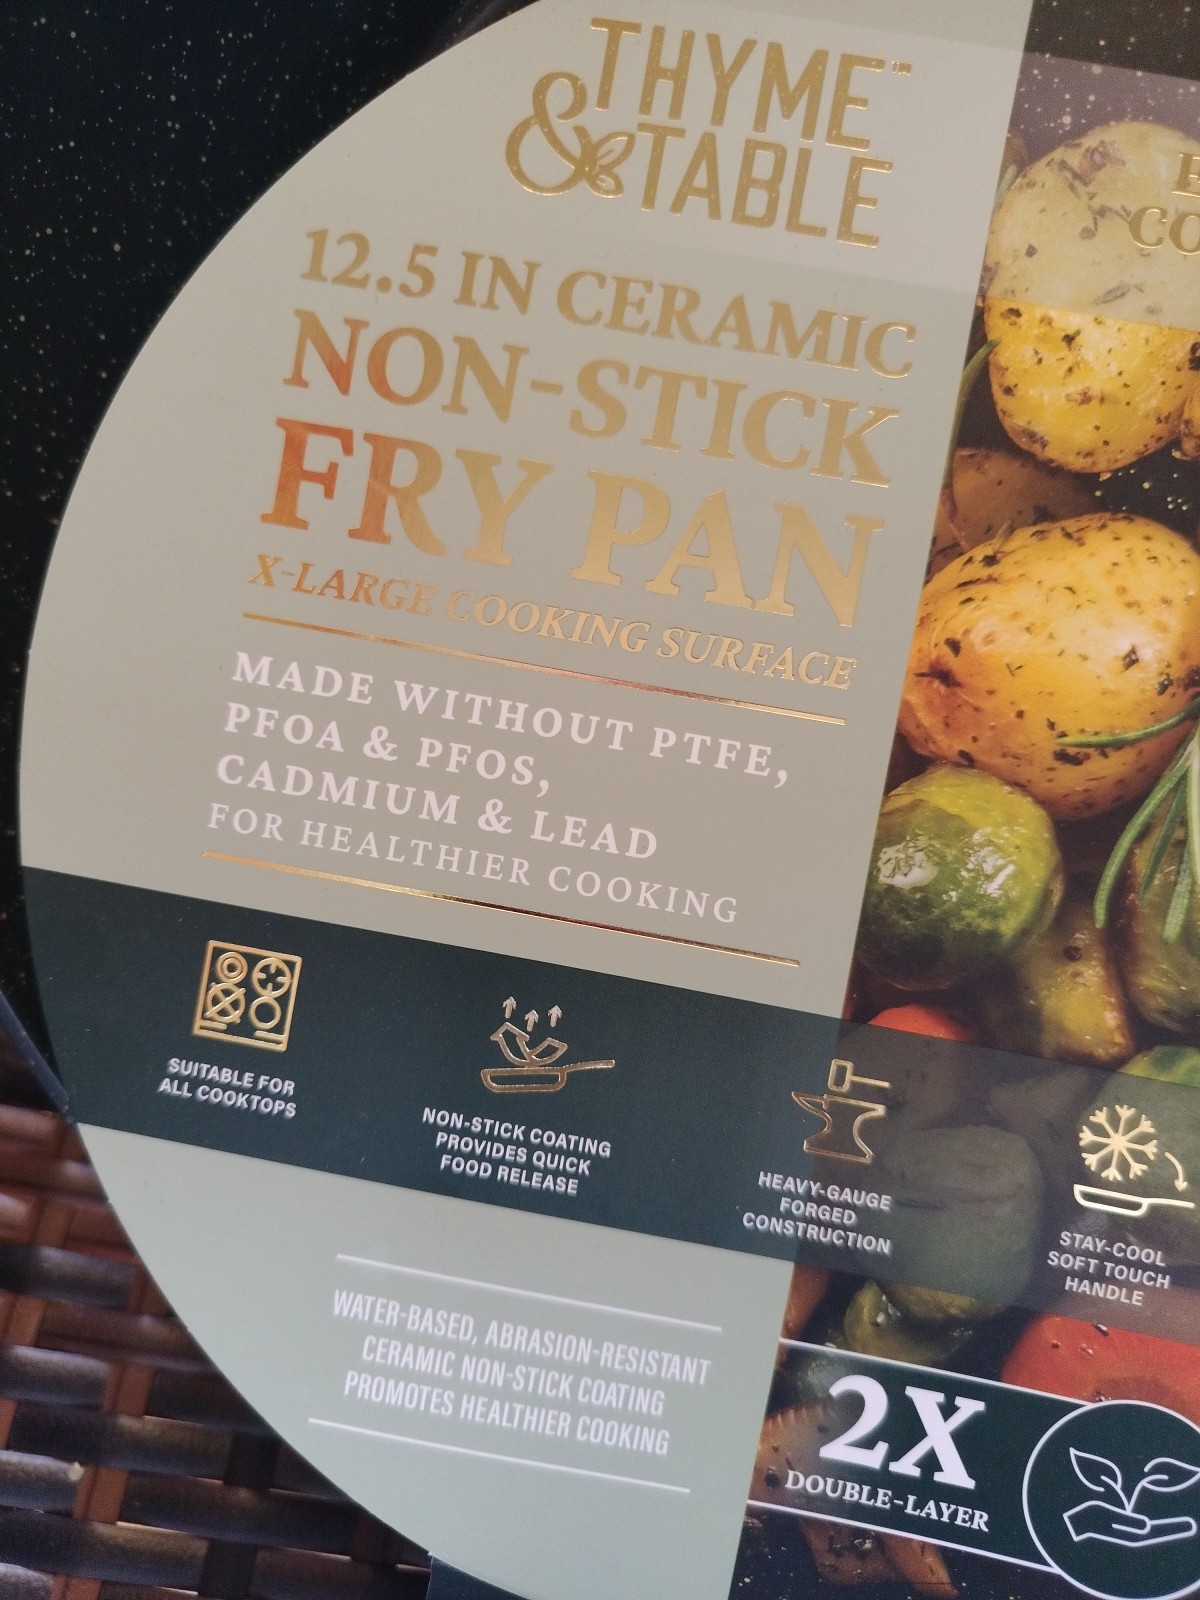 THYME™
&TABLE
12.5 IN CERAMIC
NON-STICK
FRY PAN
X-LARGE COOKING SURFACE
MADE WITHOUT PTFE,
PFOA & PFOS,
CADMIUM & LEAD
FOR HEALTHIER COOKING
SUITABLE FOR
ALL COOKTOPS
NON-STICK COATING
PROVIDES QUICK
FOOD RELEASE
HEAVY-GAUGE
FORGED
CONSTRUCTION
STAY-COOL
SOFT TOUCH
HANDLE
WATER-BASED, ABRASION-RESISTANT
CERAMIC NON-STICK COATING
PROMOTES HEALTHIER COOKING
2X
DOUBLE-LAYER